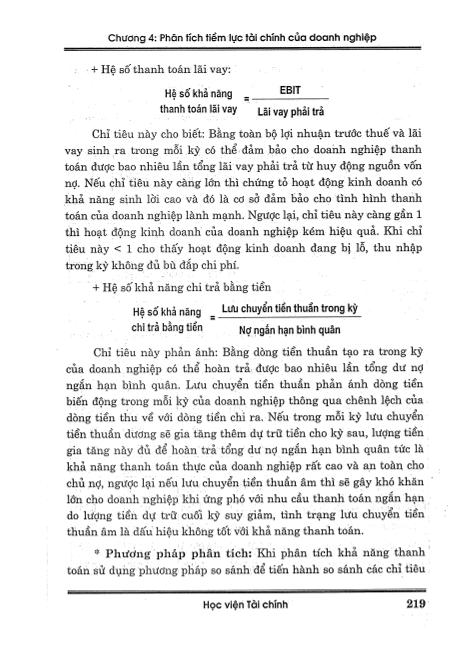 Chương 4: Phân tích tiềm lực tài chính của doanh nghiệp
+ Hệ số thanh toán lãi vay:
Hệ số khả năng thanh toán lãi vay = EBIT / Lãi vay phải trả
Chỉ tiêu này cho biết: Bằng toàn bộ lợi nhuận trước thuế và lãi
vay sinh ra trong mỗi kỳ có thể đảm bảo cho doanh nghiệp thanh
toán được bao nhiêu lần tổng lãi vay phải trả từ huy động nguồn vốn
nợ. Nếu chỉ tiêu này càng lớn thì chứng tỏ hoạt động kinh doanh có
khả năng sinh lời cao và đó là cơ sở đảm bảo cho tình hình thanh
toán của doanh nghiệp lành mạnh. Ngược lại, chỉ tiêu này càng gần 1
thì hoạt động kinh doanh của doanh nghiệp kém hiệu quả. Khi chỉ
tiêu này < 1 cho thấy hoạt động kinh doanh đang bị lỗ, thu nhập
trong kỳ không đủ bù đắp chi phí.
+ Hệ số khả năng chi trả bằng tiền
Hệ số khả năng chi trả bằng tiền = Lưu chuyển tiền thuần trong kỳ / Nợ ngắn hạn bình quân
Chỉ tiêu này phản ánh: Bằng dòng tiền thuần tạo ra trong kỳ
của doanh nghiệp có thể hoàn trả được bao nhiêu lần tổng dư nợ
ngắn hạn bình quân. Lưu chuyển tiền thuần phản ánh dòng tiền
biến động trong mỗi kỳ của doanh nghiệp thông qua chênh lệch của
dòng tiền thu về với dòng tiền chi ra. Nếu trong mỗi kỳ lưu chuyển
tiền thuần dương sẽ gia tăng thêm dự trữ tiền cho kỳ sau, lượng tiền
gia tăng này đủ để hoàn trả tổng dư nợ ngắn hạn bình quân tức là
khả năng thanh toán thực của doanh nghiệp rất cao và an toàn cho
chủ nợ, ngược lại nếu lưu chuyển tiền thuần âm thì sẽ gây khó khăn
lớn cho doanh nghiệp khi ứng phó với nhu cầu thanh toán ngắn hạn
do lượng tiền dự trữ cuối kỳ suy giảm, tình trạng lưu chuyển tiền
thuần âm là dấu hiệu không tốt với khả năng thanh toán.
* Phương pháp phân tích: Khi phân tích khả năng thanh
toán sử dụng phương pháp so sánh để tiến hành so sánh các chỉ tiêu
Học viện Tài chính 219